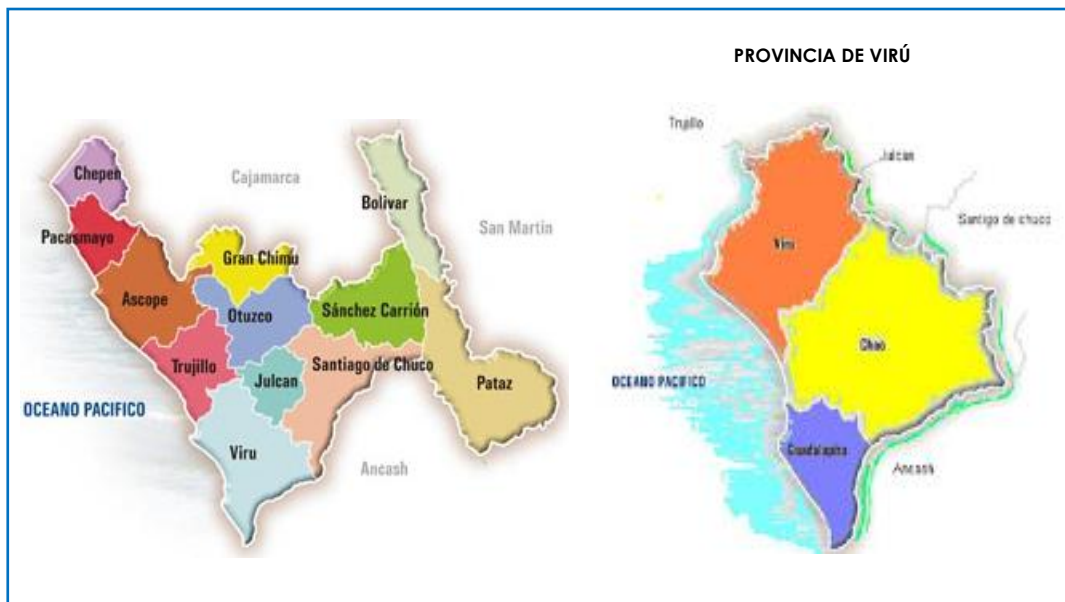 PROVINCIA DE VIRÚ
Chepen
Cajamarca
Bolivar
San Martin
Pacasmayo
Gran Chimu
Ascope
Otuzco
Sánchez Carrión
Trujillo
Julcan
Santiago de Chuco
Pataz
OCEANO PACIFICO
Viru
Ancash
Trujillo
Julcan
Santigo de chuco
Viru
Chao
OCEANO PACIFICO
Ancash